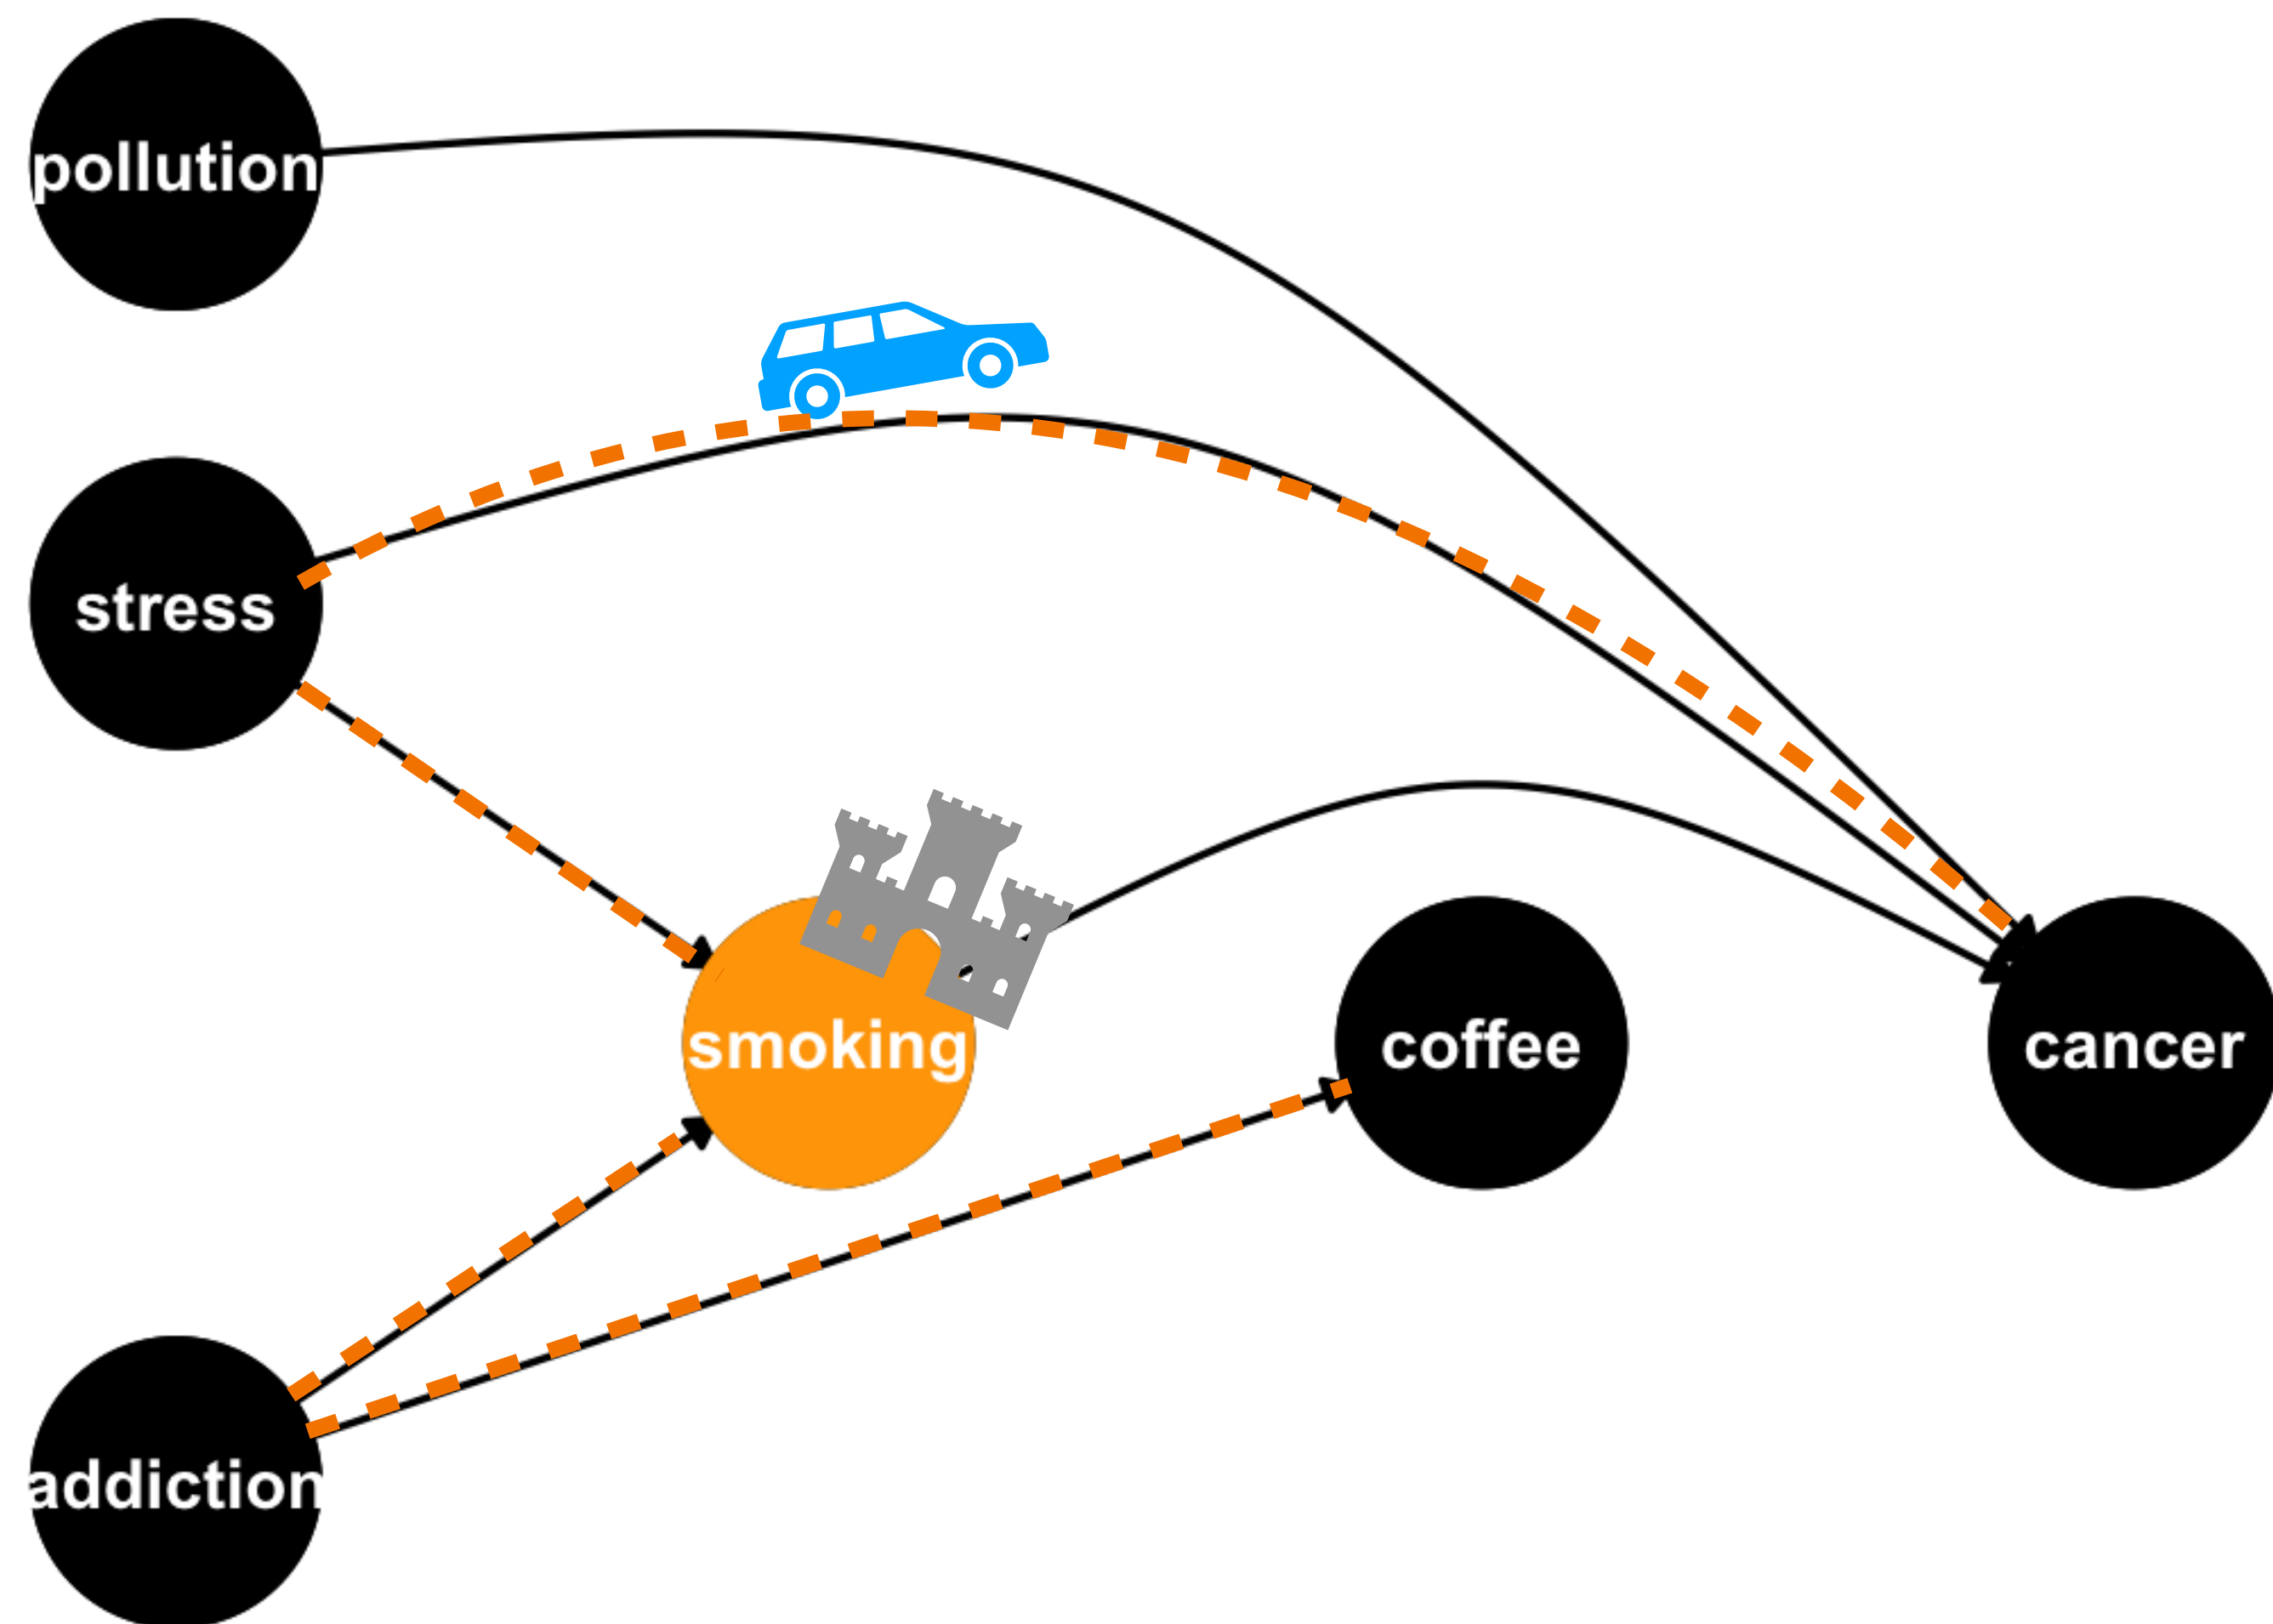 pollution
stress
smoking
coffee
cancer
addiction